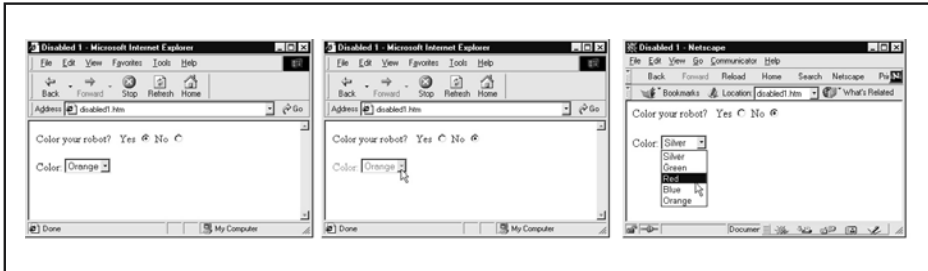 Disabled 1 - Microsoft Internet Explorer
File Edit View Favorites Tools Help
Back Forward Stop Refresh Home
Address disabled1.htm Go
Color your robot? Yes No
Color: Orange
Done My Computer
Disabled 1 - Microsoft Internet Explorer
File Edit View Favorites Tools Help
Back Forward Stop Refresh Home
Address disabled1.htm Go
Color your robot? Yes No
Color: Orange
Done My Computer
Disabled 1 - Netscape
File Edit View Go Communicator Help
Back Forward Reload Home Search Netscape
Bookmarks Location: disabled1.htm What's Related
Color your robot? Yes No
Color: Silver
Silver
Green
Red
Blue
Orange
Documer